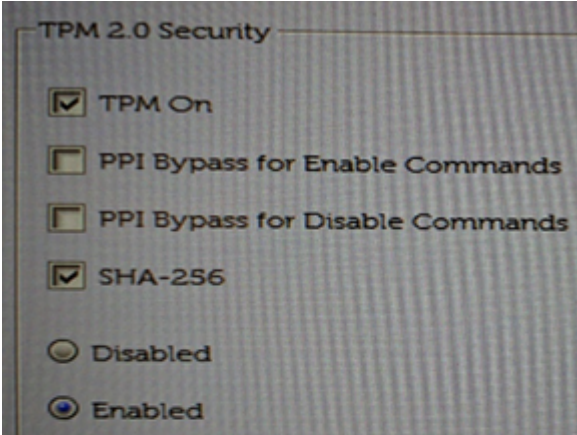 TPM 2.0 Security
TPM On
PPI Bypass for Enable Commands
PPI Bypass for Disable Commands
SHA-256
Disabled
Enabled